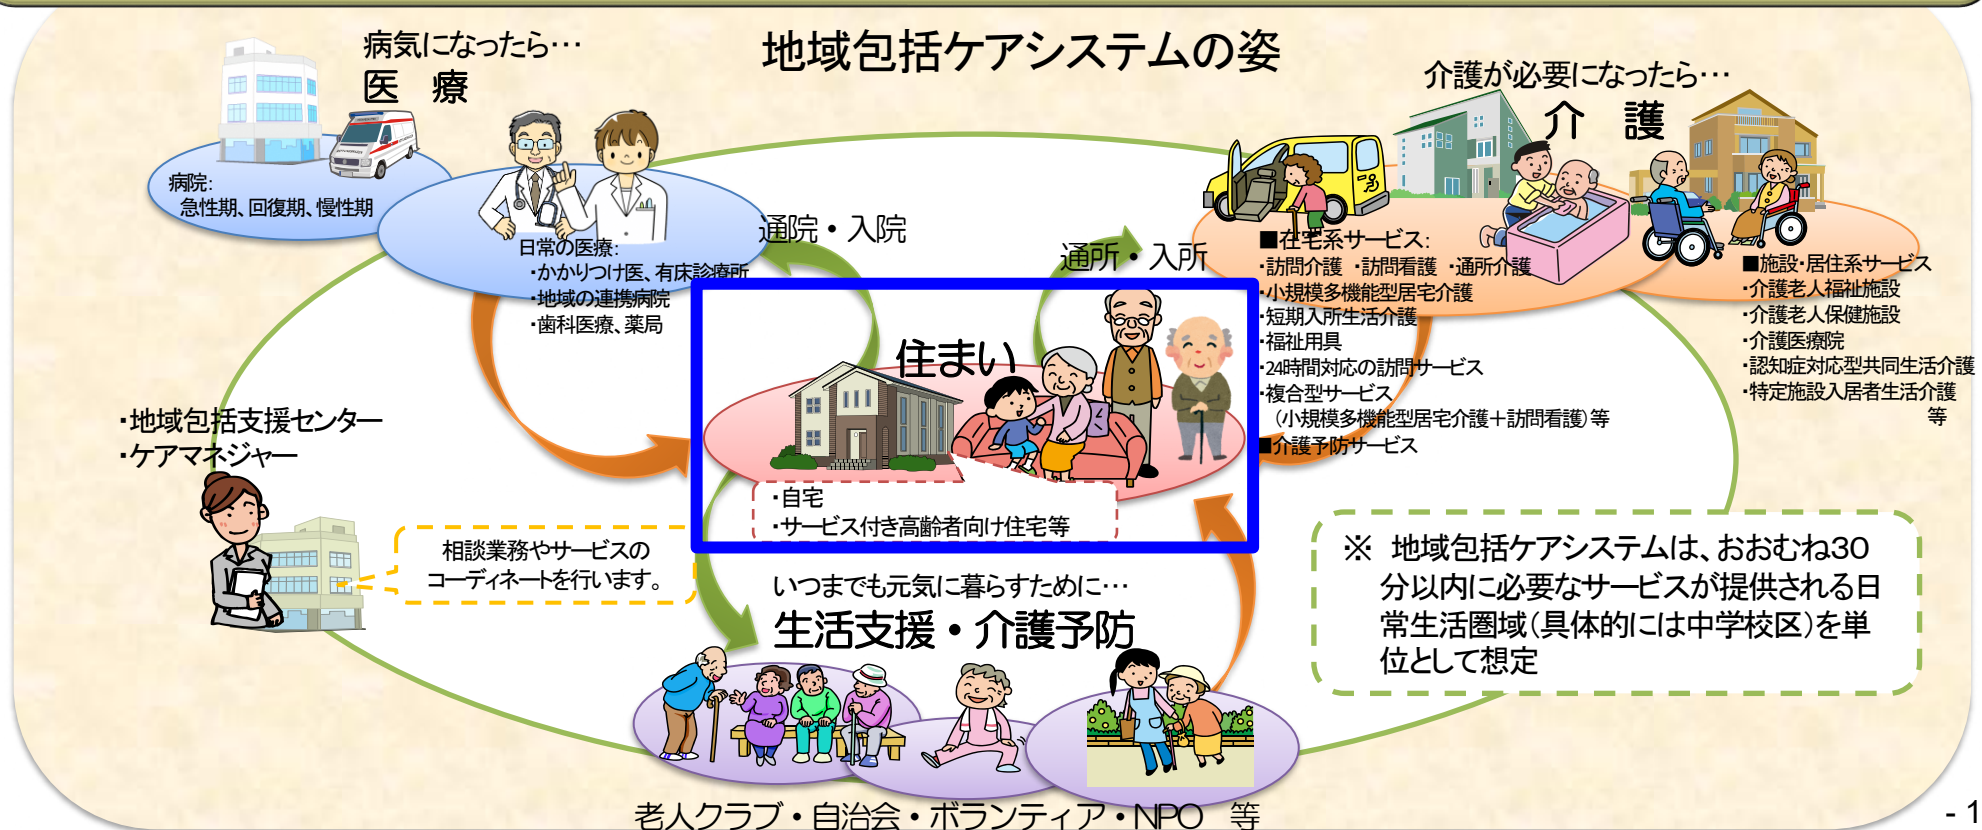 地域包括ケアシステムの姿
病気になったら…
医　療
病院:
急性期、回復期、慢性期
日常の医療:
・かかりつけ医、有床診療所
・地域の連携病院
・歯科医療、薬局
通院・入院
通所・入所
介護が必要になったら…
介　護
■在宅系サービス:
・訪問介護 ・訪問看護 ・通所介護
・小規模多機能型居宅介護
・短期入所生活介護
・福祉用具
・24時間対応の訪問サービス
・複合型サービス
（小規模多機能型居宅介護＋訪問看護）等
■介護予防サービス
■施設・居住系サービス
・介護老人福祉施設
・介護老人保健施設
・介護医療院
・認知症対応型共同生活介護
・特定施設入居者生活介護
等
住まい
・自宅
・サービス付き高齢者向け住宅等
・地域包括支援センター
・ケアマネジャー
相談業務やサービスの
コーディネートを行います。
いつまでも元気に暮らすために…
生活支援・介護予防
老人クラブ・自治会・ボランティア・NPO　等
※　地域包括ケアシステムは、おおむね30
分以内に必要なサービスが提供される日
常生活圏域（具体的には中学校区）を単
位として想定
- 1